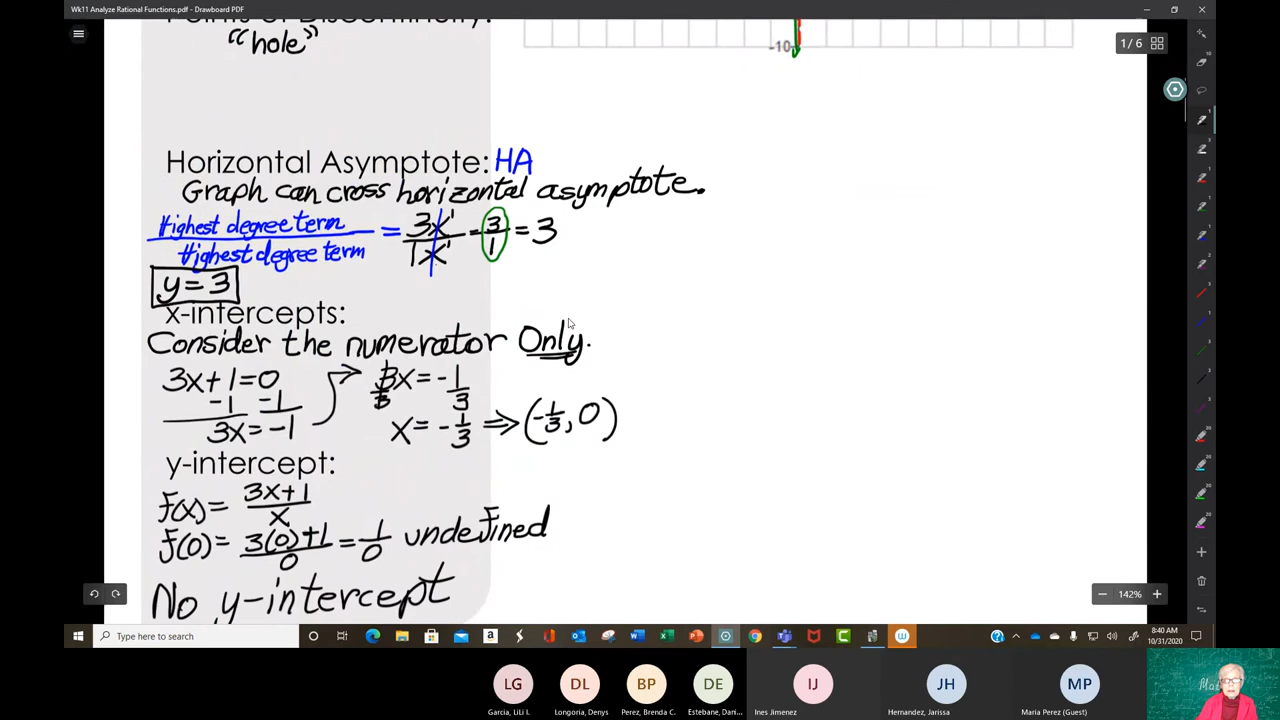 Wk11 Analyze Rational Functions.pdf - Drawboard PDF
Points of Discontinuity:
"hole"
-10
1/6
Horizontal Asymptote: HA
Graph can cross horizontal asymptote.
Highest degree term / Highest degree term = 3x¹ / 1x¹ = 3/1 = 3
y = 3
x-intercepts:
Consider the numerator Only.
3x+1=0
-1 -1
3x=-1
3x/3 = -1/3
x = -1/3 ⇒ (-1/3, 0)
y-intercept:
f(x) = 3x+1 / x
f(0) = 3(0)+1 / 0 = 1/0 undefined
No y-intercept
142%
Type here to search
8:40 AM
10/31/2020
LG
DL
BP
DE
IJ
JH
MP
Garcia, LiLi I.
Longoria, Denys
Perez, Brenda C.
Estebane, Dani...
Ines Jimenez
Hernandez, Jarissa
Maria Perez (Guest)